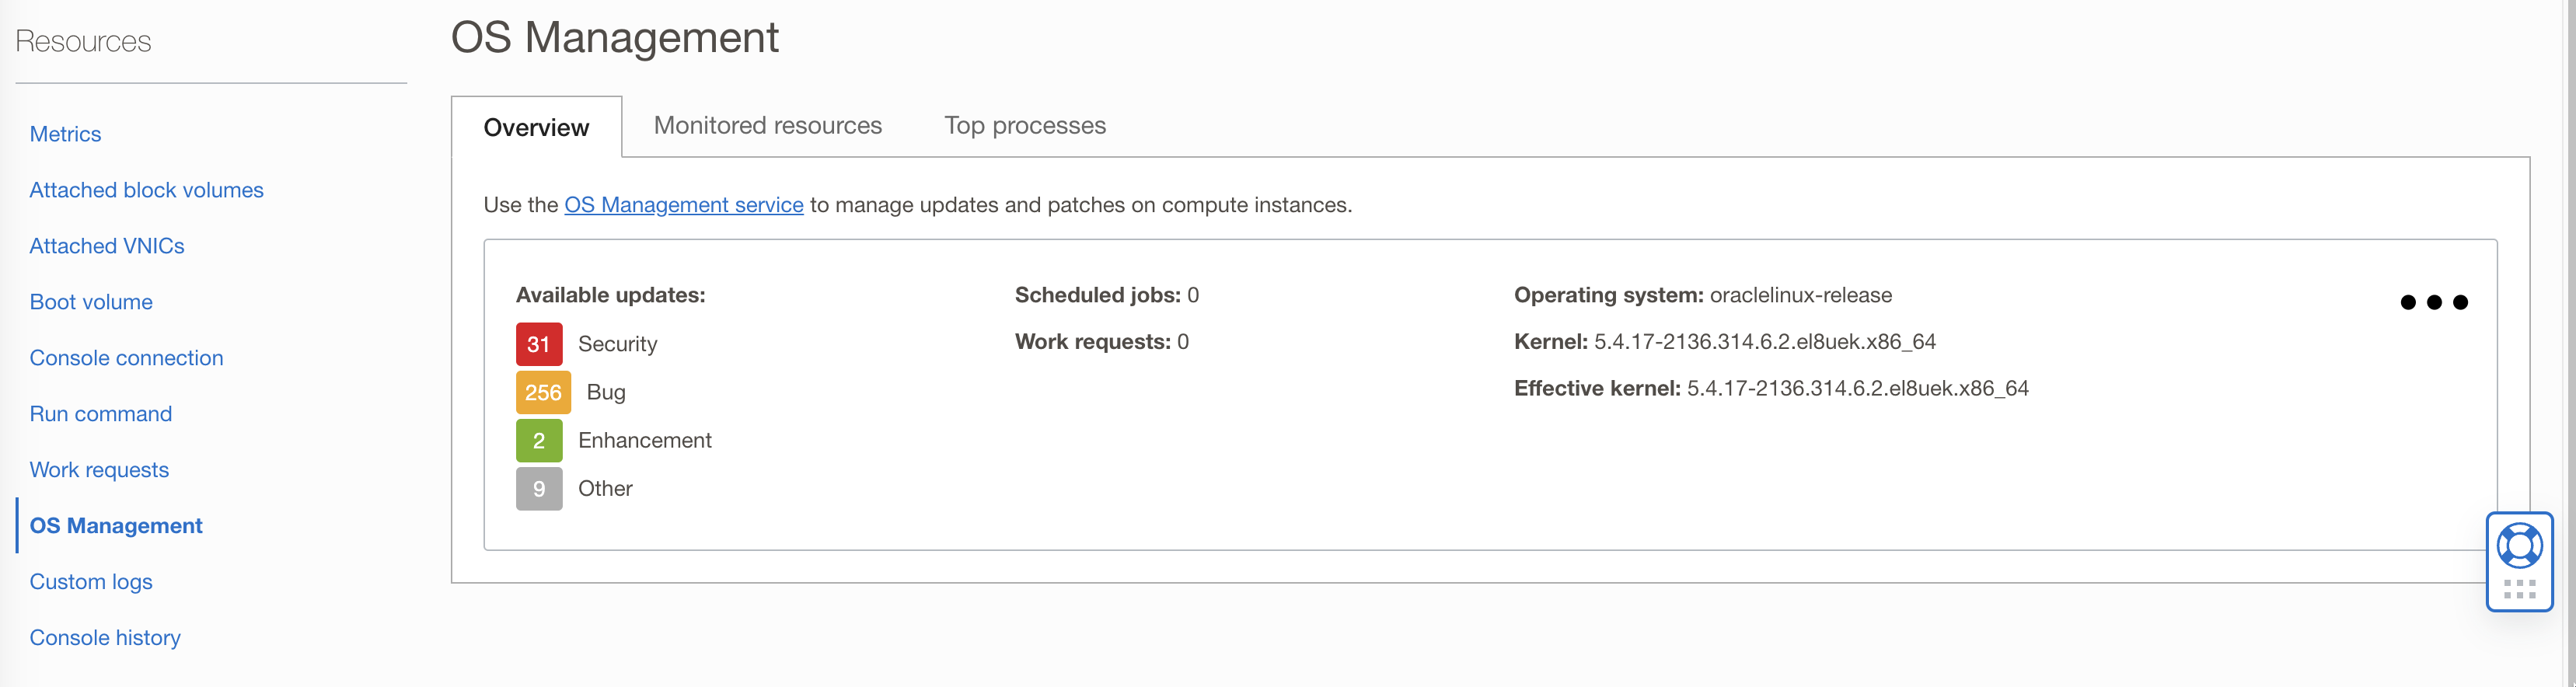 Resources
Metrics
Attached block volumes
Attached VNICs
Boot volume
Console connection
Run command
Work requests
OS Management
Custom logs
Console history
OS Management
Overview
Monitored resources
Top processes
Use the OS Management service to manage updates and patches on compute instances.
Available updates:
31 Security
256 Bug
2 Enhancement
9 Other
Scheduled jobs: 0
Work requests: 0
Operating system: oraclelinux-release
Kernel: 5.4.17-2136.314.6.2.el8uek.x86_64
Effective kernel: 5.4.17-2136.314.6.2.el8uek.x86_64